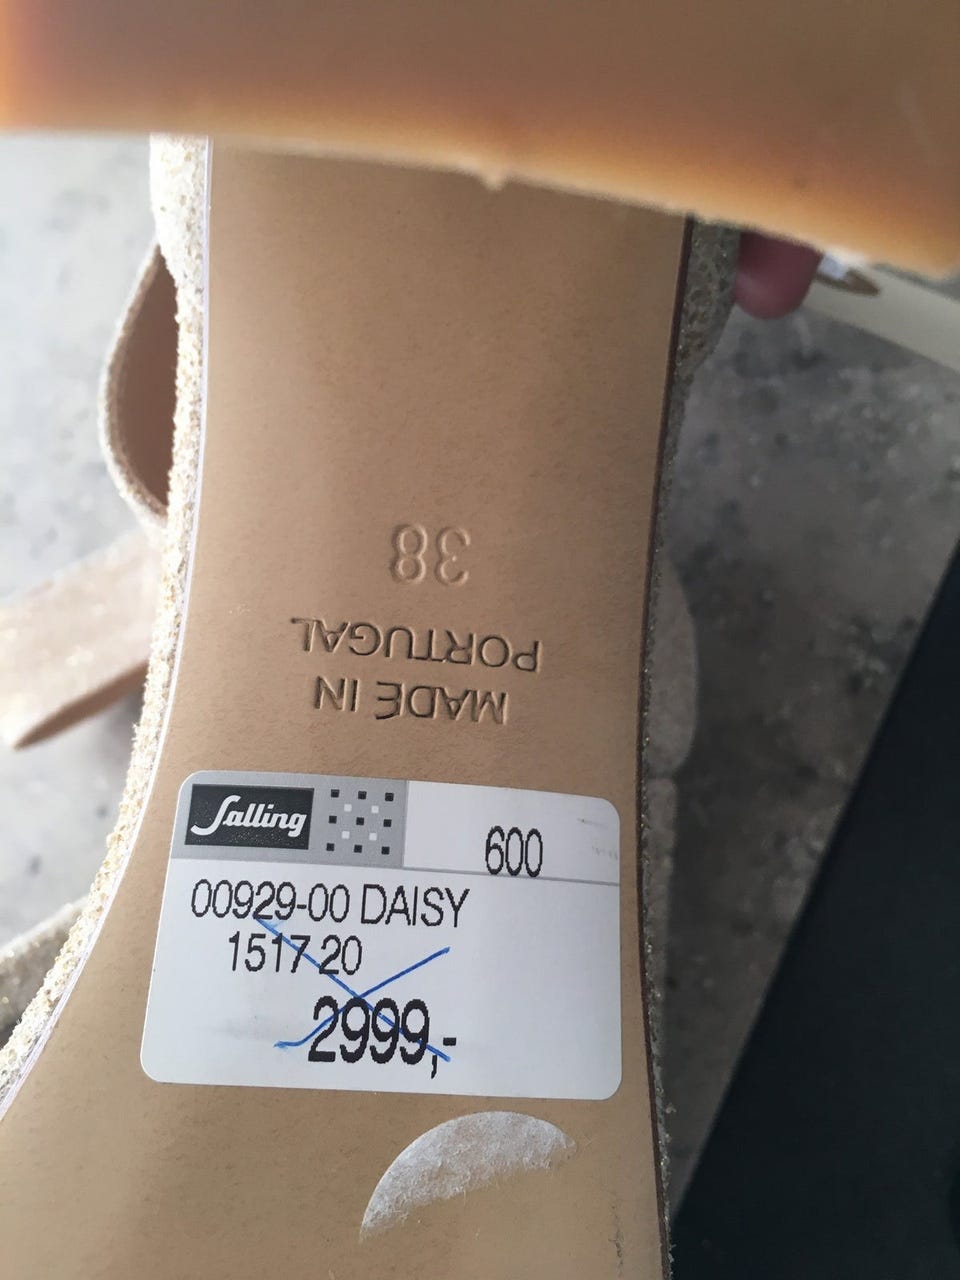 MADE IN
PORTUGAL
38
Salling
600
00929-00 DAISY
1517 20
2999,-